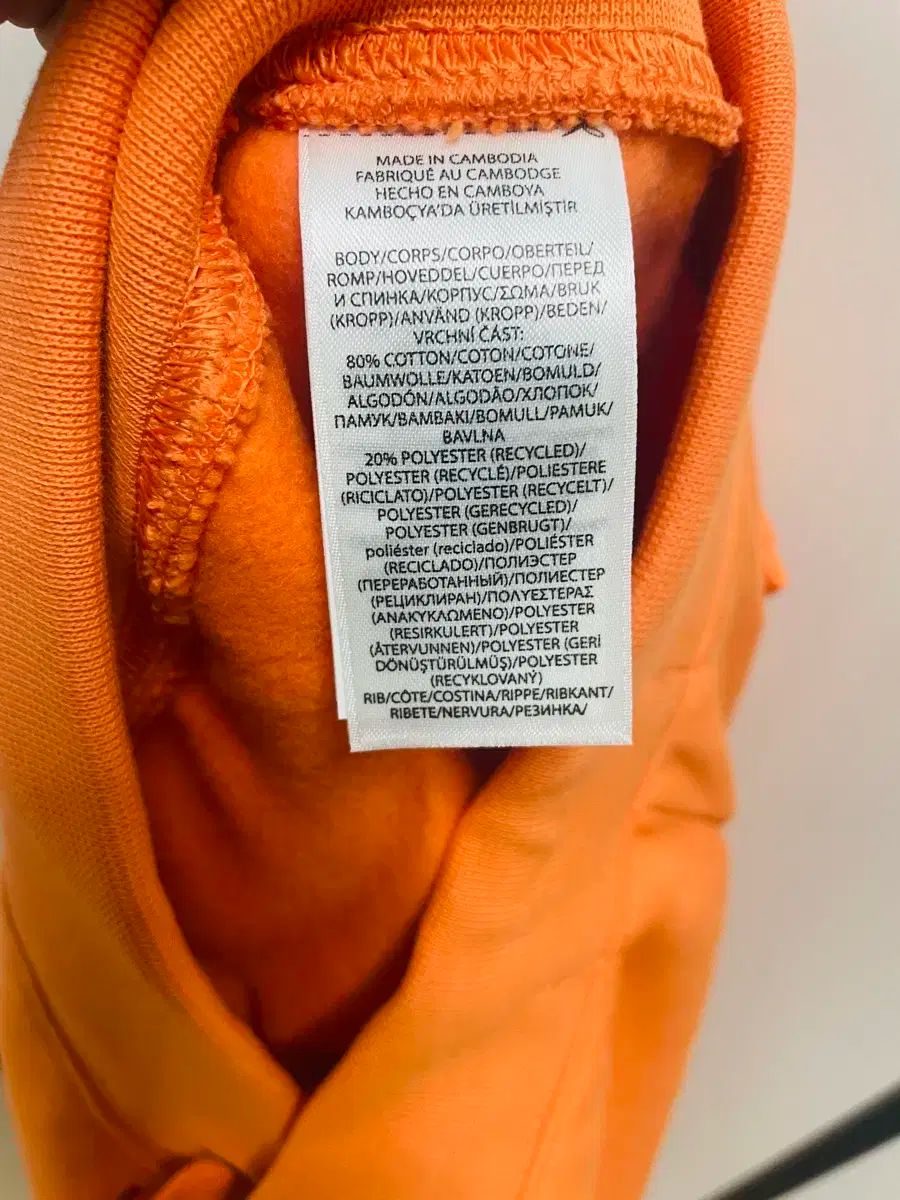 MADE IN CAMBODIA
FABRIQUÉ AU CAMBODGE
HECHO EN CAMBOYA
KAMBOÇYA'DA ÜRETİLMİŞTİR
BODY/CORPS/CORPO/OBERTEIL/
ROMP/HOVEDDEL/CUERPO/ПЕРЕД
И СПИНКА/КОРПУС/ΣΩΜΑ/BRUK
(KROPP)/ANVÄND (KROPP)/BEDEN/
VRCHNÍ ČÁST:
80% COTTON/COTON/COTONE/
BAUMWOLLE/KATOEN/BOMULD/
ALGODÓN/ALGODÃO/ХЛОПОК/
ПАМУК/ΒΑΜΒΑΚΙ/BOMULL/PAMUK/
BAVLNA
20% POLYESTER (RECYCLED)/
POLYESTER (RECYCLÉ)/POLIESTERE
(RICICLATO)/POLYESTER (RECYCELT)/
POLYESTER (GERECYCLED)/
POLYESTER (GENBRUGT)/
poliéster (reciclado)/POLIÉSTER
(RECICLADO)/ПОЛИЭСТЕР
(ПЕРЕРАБОТАННЫЙ)/ПОЛИЕСТЕР
(РЕЦИКЛИРАН)/ΠΟΛΥΕΣΤΕΡΑΣ
(ΑΝΑΚΥΚΛΩΜΕΝΟ)/POLYESTER
(RESIRKULERT)/POLYESTER
(ÅTERVUNNEN)/POLYESTER (GERİ
DÖNÜŞTÜRÜLMÜŞ)/POLYESTER
(RECYKLOVANÝ)
RIB/CÔTE/COSTINA/RIPPE/RIBKANT/
RIBETE/NERVURA/РЕЗИНКА/